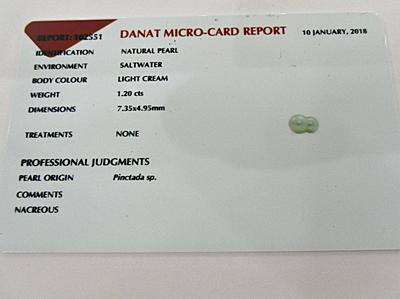 DANAT MICRO-CARD REPORT 10 JANUARY, 2018
REPORT: 102551
IDENTIFICATION NATURAL PEARL
ENVIRONMENT SALTWATER
BODY COLOUR LIGHT CREAM
WEIGHT 1.20 cts
DIMENSIONS 7.35x4.95mm
TREATMENTS NONE
PROFESSIONAL JUDGMENTS
PEARL ORIGIN Pinctada sp.
COMMENTS
NACREOUS